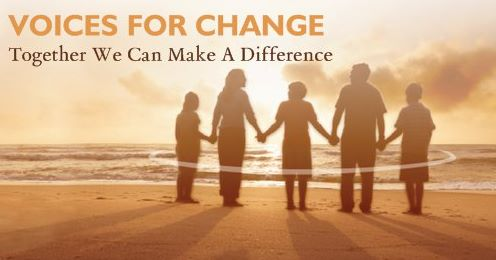 VOICES FOR CHANGE
Together We Can Make A Difference